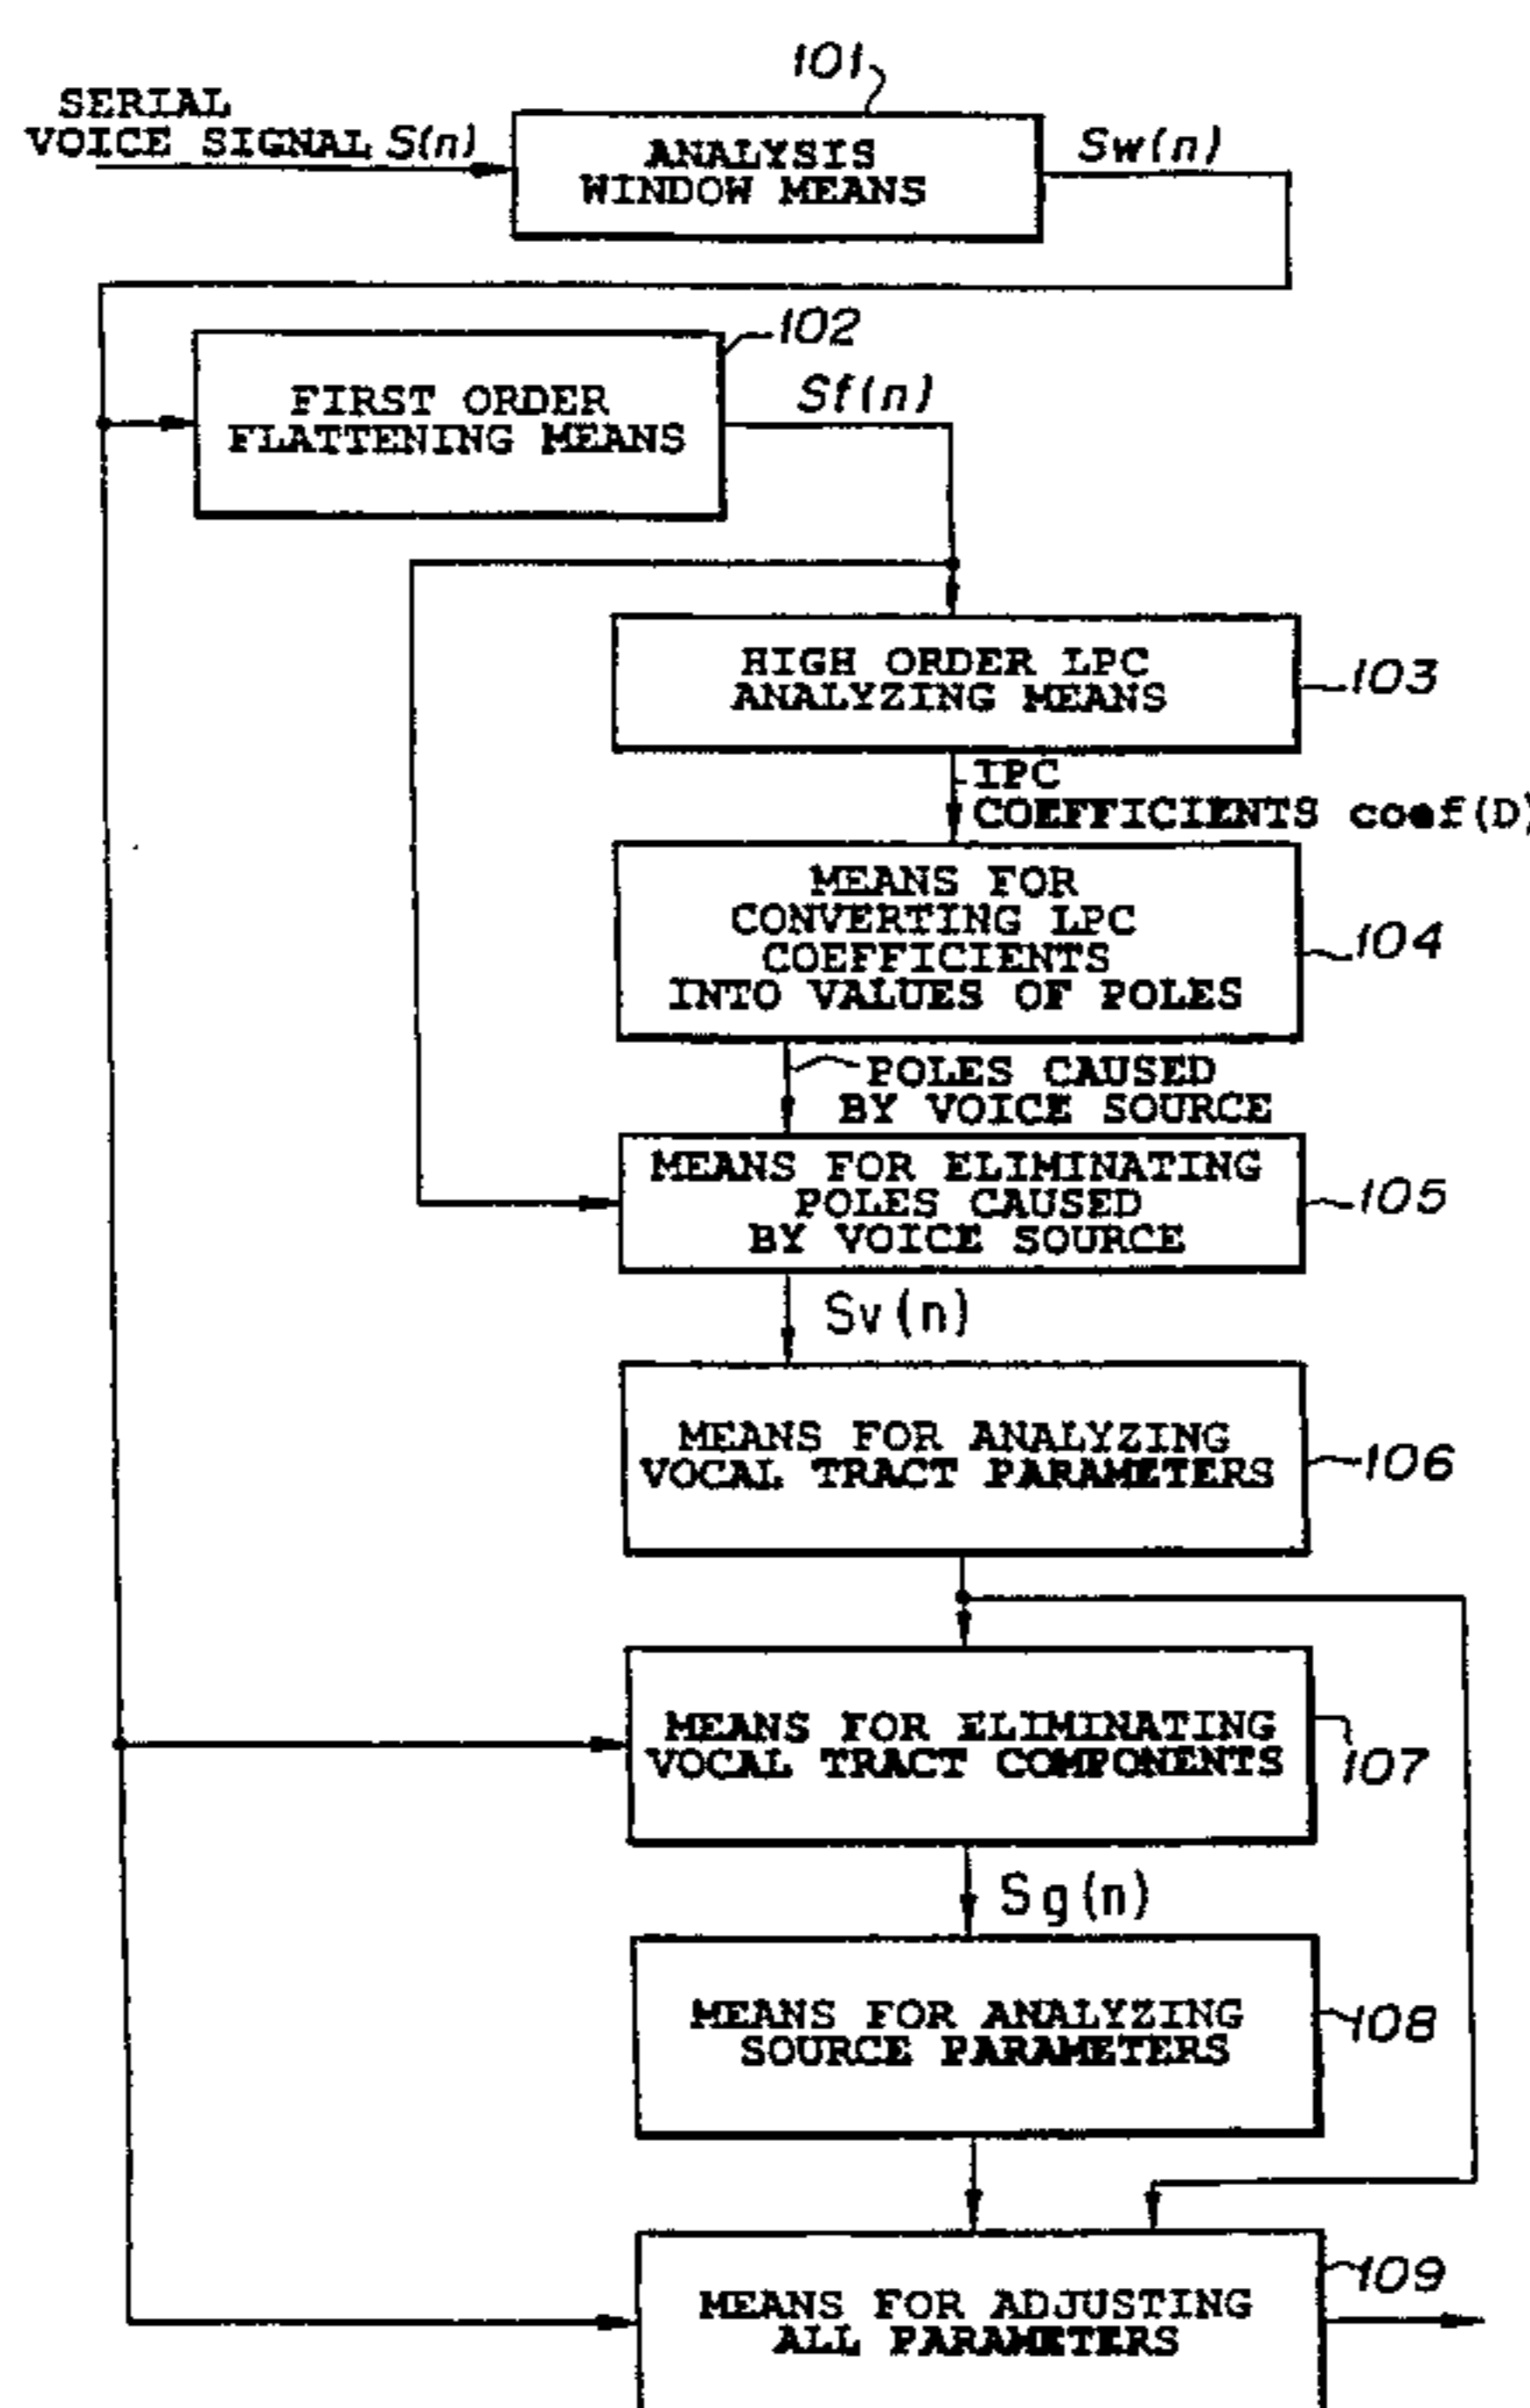 101
SERIAL
VOICE SIGNAL S(n)
ANALYSIS
WINDOW MEANS
Sw(n)
102
FIRST ORDER
FLATTENING MEANS
Sf(n)
HIGH ORDER LPC
ANALYZING MEANS
103
IPC
COEFFICIENTS coef(D)
MEANS FOR
CONVERTING LPC
COEFFICIENTS
INTO VALUES OF POLES
104
POLES CAUSED
BY VOICE SOURCE
MEANS FOR ELIMINATING
POLES CAUSED
BY VOICE SOURCE
105
Sv(n)
MEANS FOR ANALYZING
VOCAL TRACT PARAMETERS
106
MEANS FOR ELIMINATING
VOCAL TRACT COMPONENTS
107
Sg(n)
MEANS FOR ANALYZING
SOURCE PARAMETERS
108
MEANS FOR ADJUSTING
ALL PARAMETERS
109